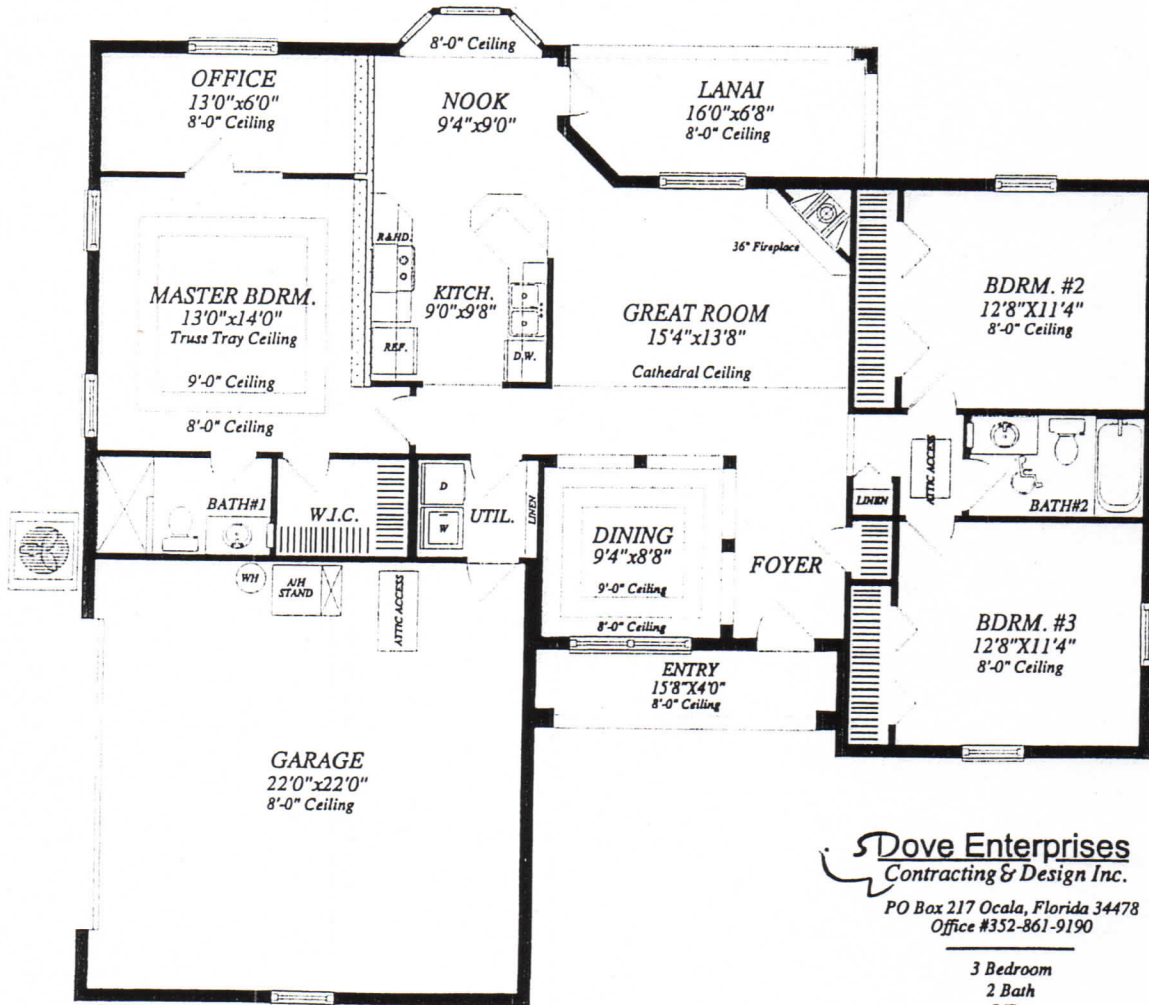 8'-0" Ceiling
OFFICE
13'0"x6'0"
8'-0" Ceiling
NOOK
9'4"x9'0"
LANAI
16'0"x6'8"
8'-0" Ceiling
R&HD.
36" Fireplace
MASTER BDRM.
13'0"x14'0"
Truss Tray Ceiling
9'-0" Ceiling
8'-0" Ceiling
KITCH.
9'0"x9'8"
REF.
D.W.
GREAT ROOM
15'4"x13'8"
Cathedral Ceiling
BDRM. #2
12'8"X11'4"
8'-0" Ceiling
BATH#1
W.I.C.
D
W
UTIL.
LINEN
DINING
9'4"x8'8"
9'-0" Ceiling
8'-0" Ceiling
FOYER
LINEN
ATTIC ACCESS
BATH#2
WH
A/H
STAND
ATTIC ACCESS
ENTRY
15'8"X4'0"
8'-0" Ceiling
BDRM. #3
12'8"X11'4"
8'-0" Ceiling
GARAGE
22'0"x22'0"
8'-0" Ceiling
Dove Enterprises
Contracting & Design Inc.
PO Box 217 Ocala, Florida 34478
Office #352-861-9190
3 Bedroom
2 Bath